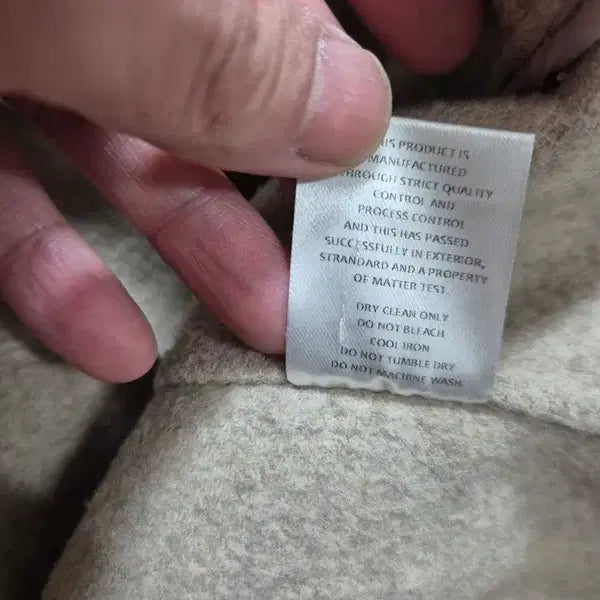 THIS PRODUCT IS
MANUFACTURED
THROUGH STRICT QUALITY
CONTROL AND
PROCESS CONTROL
AND THIS HAS PASSED
SUCCESSFULLY IN EXTERIOR,
STRANDARD AND A PROPERTY
OF MATTER TEST.
DRY CLEAN ONLY
DO NOT BLEACH
COOL IRON
DO NOT TUMBLE DRY
DO NOT MACHINE WASH